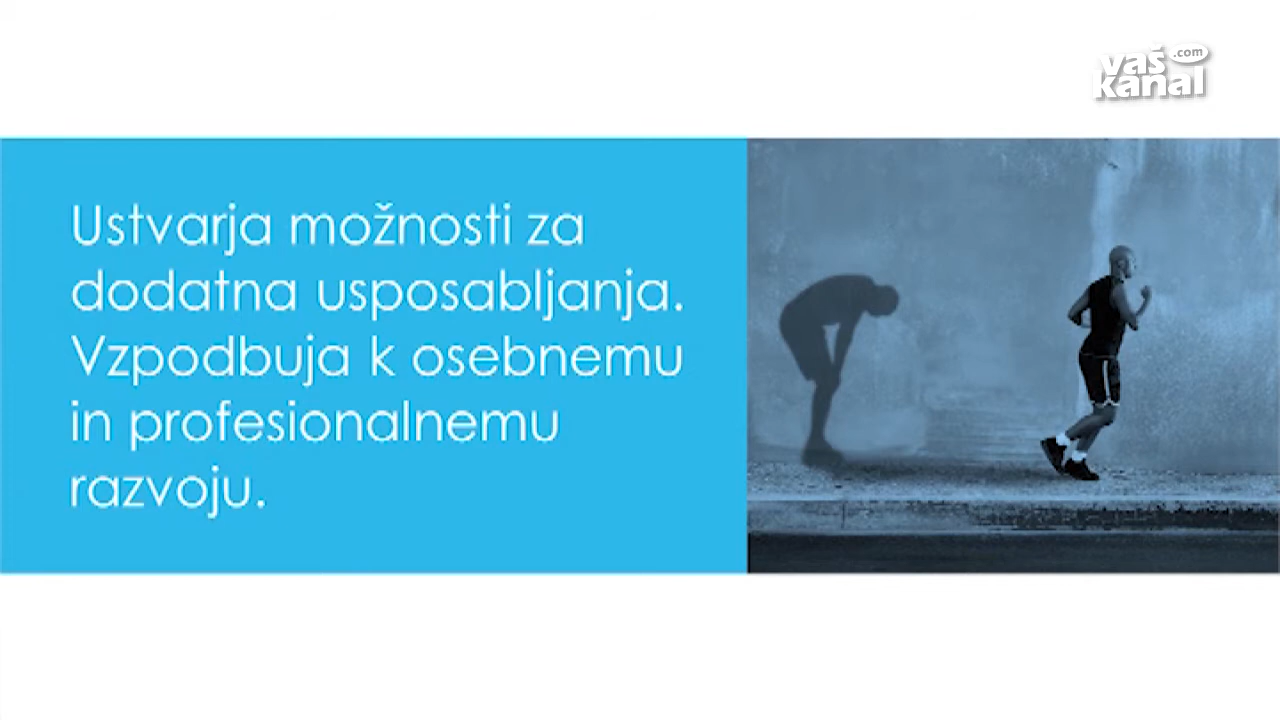 vaš
.com
kanal
Ustvarja možnosti za
dodatna usposabljanja.
Vzpodbuja k osebnemu
in profesionalnemu
razvoju.